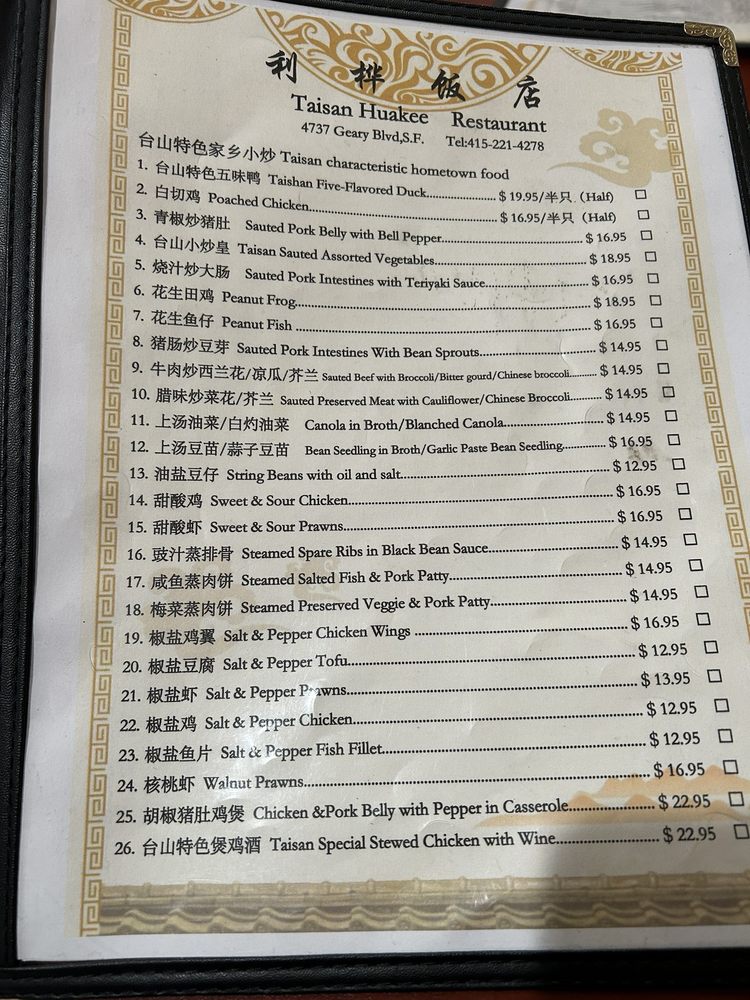 利桦饭店
Taisan Huakee Restaurant
4737 Geary Blvd,S.F. Tel:415-221-4278
台山特色家乡小炒 Taisan characteristic hometown food
1. 台山特色五味鸭 Taishan Five-Flavored Duck........................ $ 19.95/半只 (Half) □
2. 白切鸡 Poached Chicken........................ $ 16.95/半只 (Half) □
3. 青椒炒猪肚 Sauted Pork Belly with Bell Pepper........................ $ 16.95 □
4. 台山小炒皇 Taisan Sauted Assorted Vegetables........................ $ 18.95 □
5. 烧汁炒大肠 Sauted Pork Intestines with Teriyaki Sauce........................ $ 16.95 □
6. 花生田鸡 Peanut Frog........................ $ 18.95 □
7. 花生鱼仔 Peanut Fish ........................ $ 16.95 □
8. 猪肠炒豆芽 Sauted Pork Intestines With Bean Sprouts........................ $ 14.95 □
9. 牛肉炒西兰花/凉瓜/芥兰 Sauted Beef with Broccoli/Bitter gourd/Chinese broccoli........... $ 14.95 □
10. 腊味炒菜花/芥兰 Sauted Preserved Meat with Cauliflower/Chinese Broccoli........... $ 14.95 □
11. 上汤油菜/白灼油菜 Canola in Broth/Blanched Canola........................ $ 14.95 □
12. 上汤豆苗/蒜子豆苗 Bean Seedling in Broth/Garlic Paste Bean Seedling................ $ 16.95 □
13. 油盐豆仔 String Beans with oil and salt........................ $ 12.95 □
14. 甜酸鸡 Sweet & Sour Chicken........................ $ 16.95 □
15. 甜酸虾 Sweet & Sour Prawns........................ $ 16.95 □
16. 豉汁蒸排骨 Steamed Spare Ribs in Black Bean Sauce........................ $ 14.95 □
17. 咸鱼蒸肉饼 Steamed Salted Fish & Pork Patty........................ $ 14.95 □
18. 梅菜蒸肉饼 Steamed Preserved Veggie & Pork Patty........................ $ 14.95 □
19. 椒盐鸡翼 Salt & Pepper Chicken Wings ........................ $ 16.95 □
20. 椒盐豆腐 Salt & Pepper Tofu........................ $ 12.95 □
21. 椒盐虾 Salt & Pepper Prawns........................ $ 13.95 □
22. 椒盐鸡 Salt & Pepper Chicken........................ $ 12.95 □
23. 椒盐鱼片 Salt & Pepper Fish Fillet........................ $ 12.95 □
24. 核桃虾 Walnut Prawns........................ $ 16.95 □
25. 胡椒猪肚鸡煲 Chicken &Pork Belly with Pepper in Casserole................ $ 22.95 □
26. 台山特色煲鸡酒 Taisan Special Stewed Chicken with Wine................ $ 22.95 □